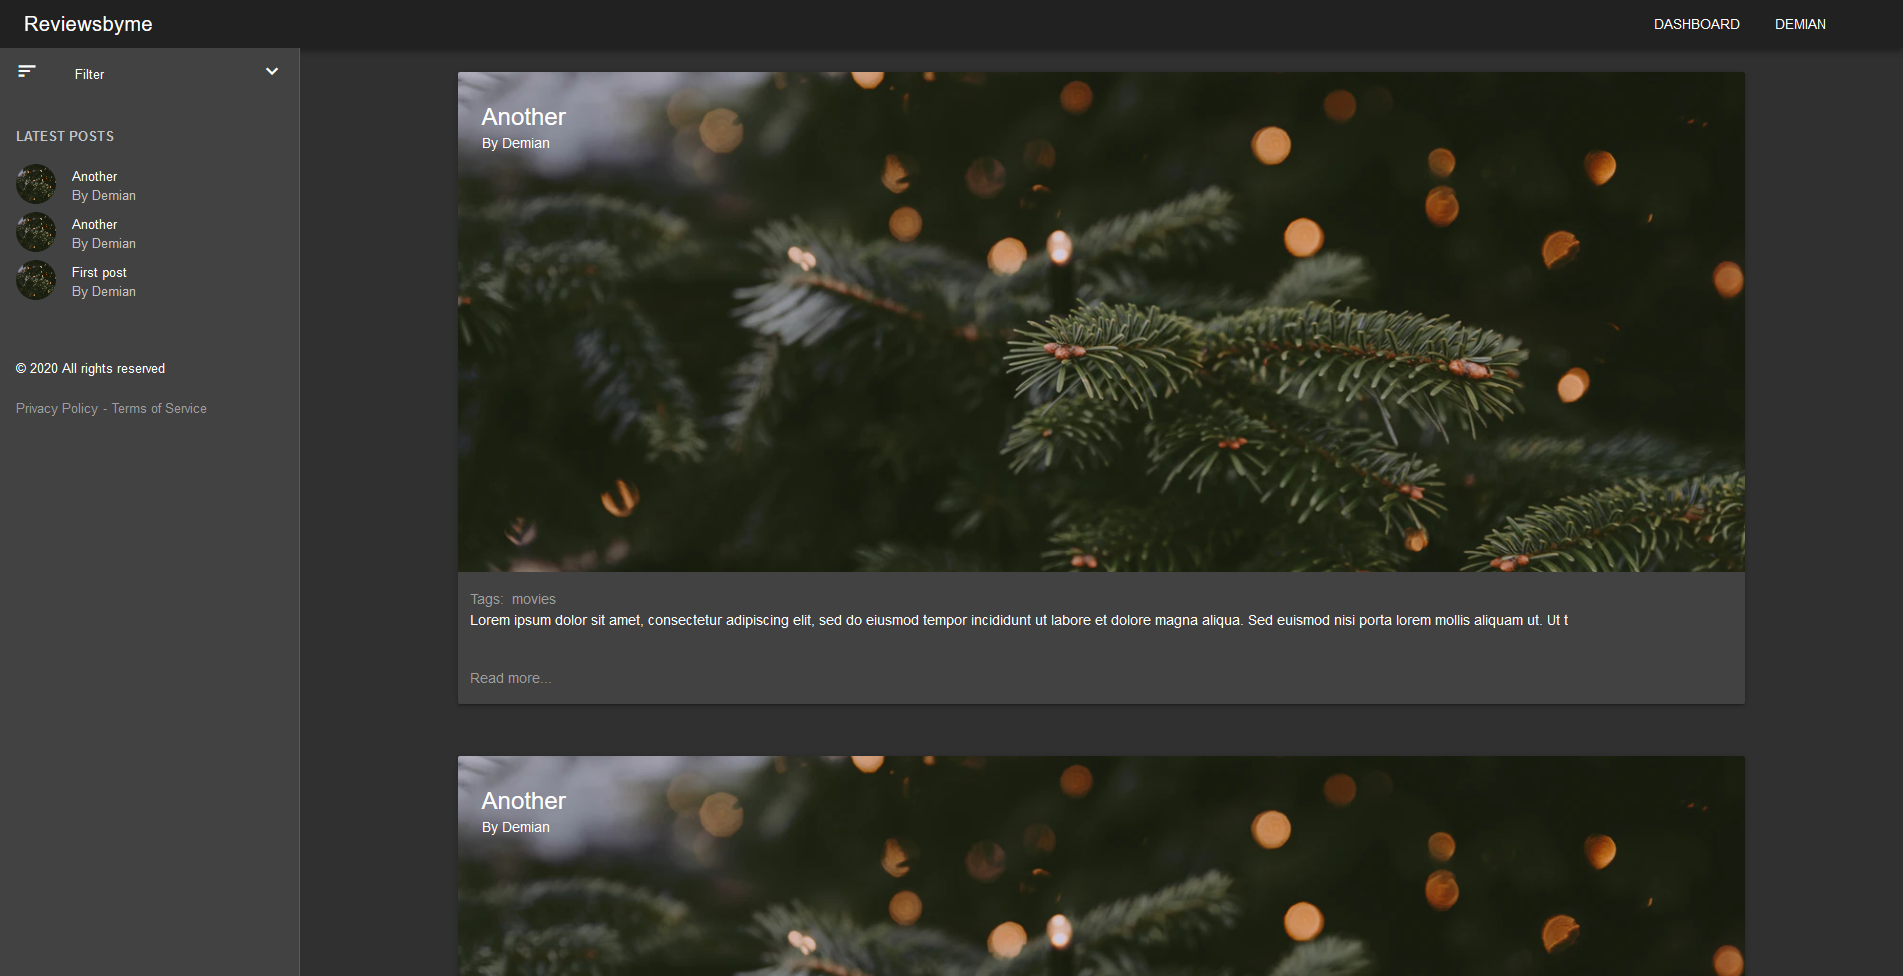 Reviewsbyme
DASHBOARD
DEMIAN
Filter
LATEST POSTS
Another
By Demian
Another
By Demian
First post
By Demian
© 2020 All rights reserved
Privacy Policy - Terms of Service
Another
By Demian
Tags: movies
Lorem ipsum dolor sit amet, consectetur adipiscing elit, sed do eiusmod tempor incididunt ut labore et dolore magna aliqua. Sed euismod nisi porta lorem mollis aliquam ut. Ut t
Read more...
Another
By Demian